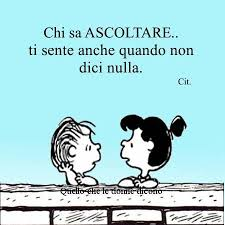 Chi sa ASCOLTARE..
ti sente anche quando non
dici nulla.
Cit.
Quello che le donne dicono